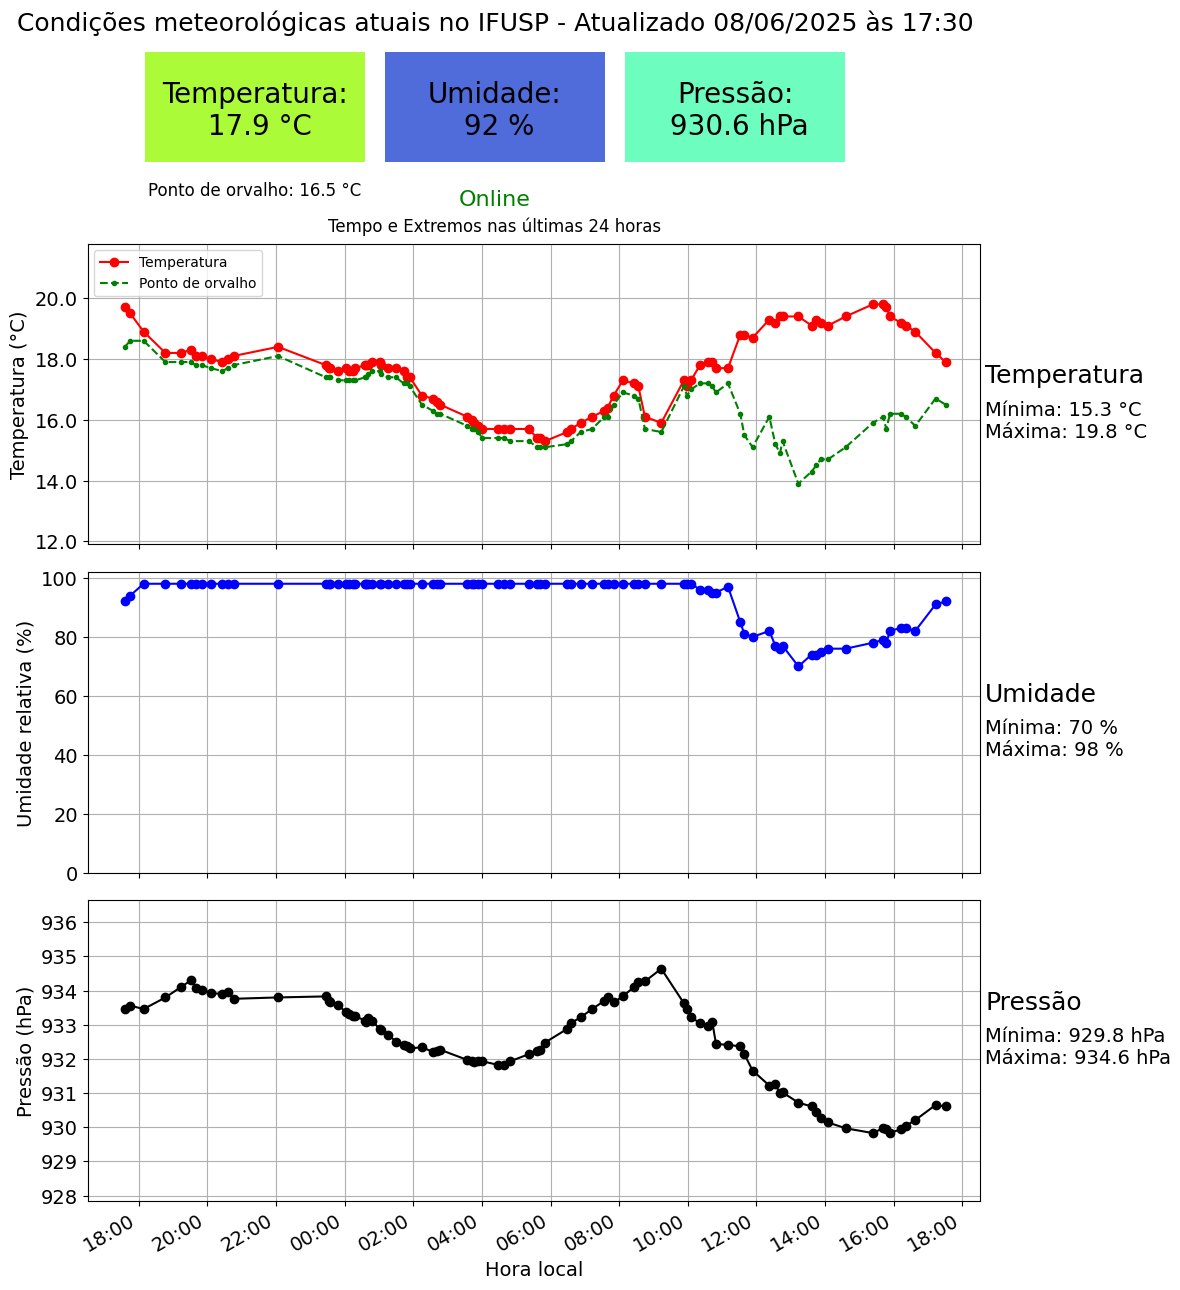 Condições meteorológicas atuais no IFUSP - Atualizado 08/06/2025 às 17:30
Temperatura:
17.9 °C
Umidade:
92 %
Pressão:
930.6 hPa
Ponto de orvalho: 16.5 °C
Online
Tempo e Extremos nas últimas 24 horas
Temperatura
Ponto de orvalho
Temperatura (°C)
20.0
18.0
16.0
14.0
12.0
Temperatura
Mínima: 15.3 °C
Máxima: 19.8 °C
Umidade relativa (%)
100
80
60
40
20
0
Umidade
Mínima: 70 %
Máxima: 98 %
Pressão (hPa)
936
935
934
933
932
931
930
929
928
Pressão
Mínima: 929.8 hPa
Máxima: 934.6 hPa
18:00
20:00
22:00
00:00
02:00
04:00
06:00
08:00
10:00
12:00
14:00
16:00
18:00
Hora local